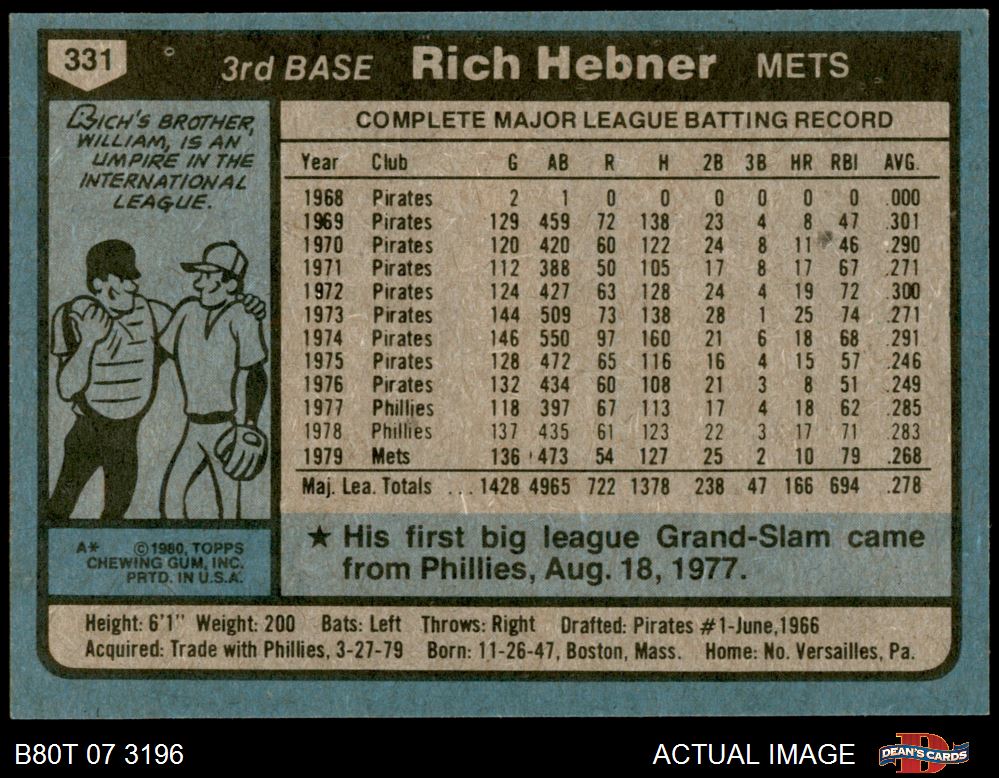 331
3rd BASE Rich Hebner METS
RICH'S BROTHER,
WILLIAM, IS AN
UMPIRE IN THE
INTERNATIONAL
LEAGUE.
COMPLETE MAJOR LEAGUE BATTING RECORD
Year Club G AB R H 2B 3B HR RBI AVG.
1968 Pirates 2 1 0 0 0 0 0 0 .000
1969 Pirates 129 459 72 138 23 4 8 47 .301
1970 Pirates 120 420 60 122 24 8 11 46 .290
1971 Pirates 112 388 50 105 17 8 17 67 .271
1972 Pirates 124 427 63 128 24 4 19 72 .300
1973 Pirates 144 509 73 138 28 1 25 74 .271
1974 Pirates 146 550 97 160 21 6 18 68 .291
1975 Pirates 128 472 65 116 16 4 15 57 .246
1976 Pirates 132 434 60 108 21 3 8 51 .249
1977 Phillies 118 397 67 113 17 4 18 62 .285
1978 Phillies 137 435 61 123 22 3 17 71 .283
1979 Mets 136 473 54 127 25 2 10 79 .268
Maj. Lea. Totals ... 1428 4965 722 1378 238 47 166 694 .278
★ His first big league Grand-Slam came
from Phillies, Aug. 18, 1977.
A* ©1980, TOPPS
CHEWING GUM, INC.
PRTD. IN U.S.A.
Height: 6'1" Weight: 200 Bats: Left Throws: Right Drafted: Pirates #1-June,1966
Acquired: Trade with Phillies, 3-27-79 Born: 11-26-47, Boston, Mass. Home: No. Versailles, Pa.
B80T 07 3196 ACTUAL IMAGE DEAN'S CARDS